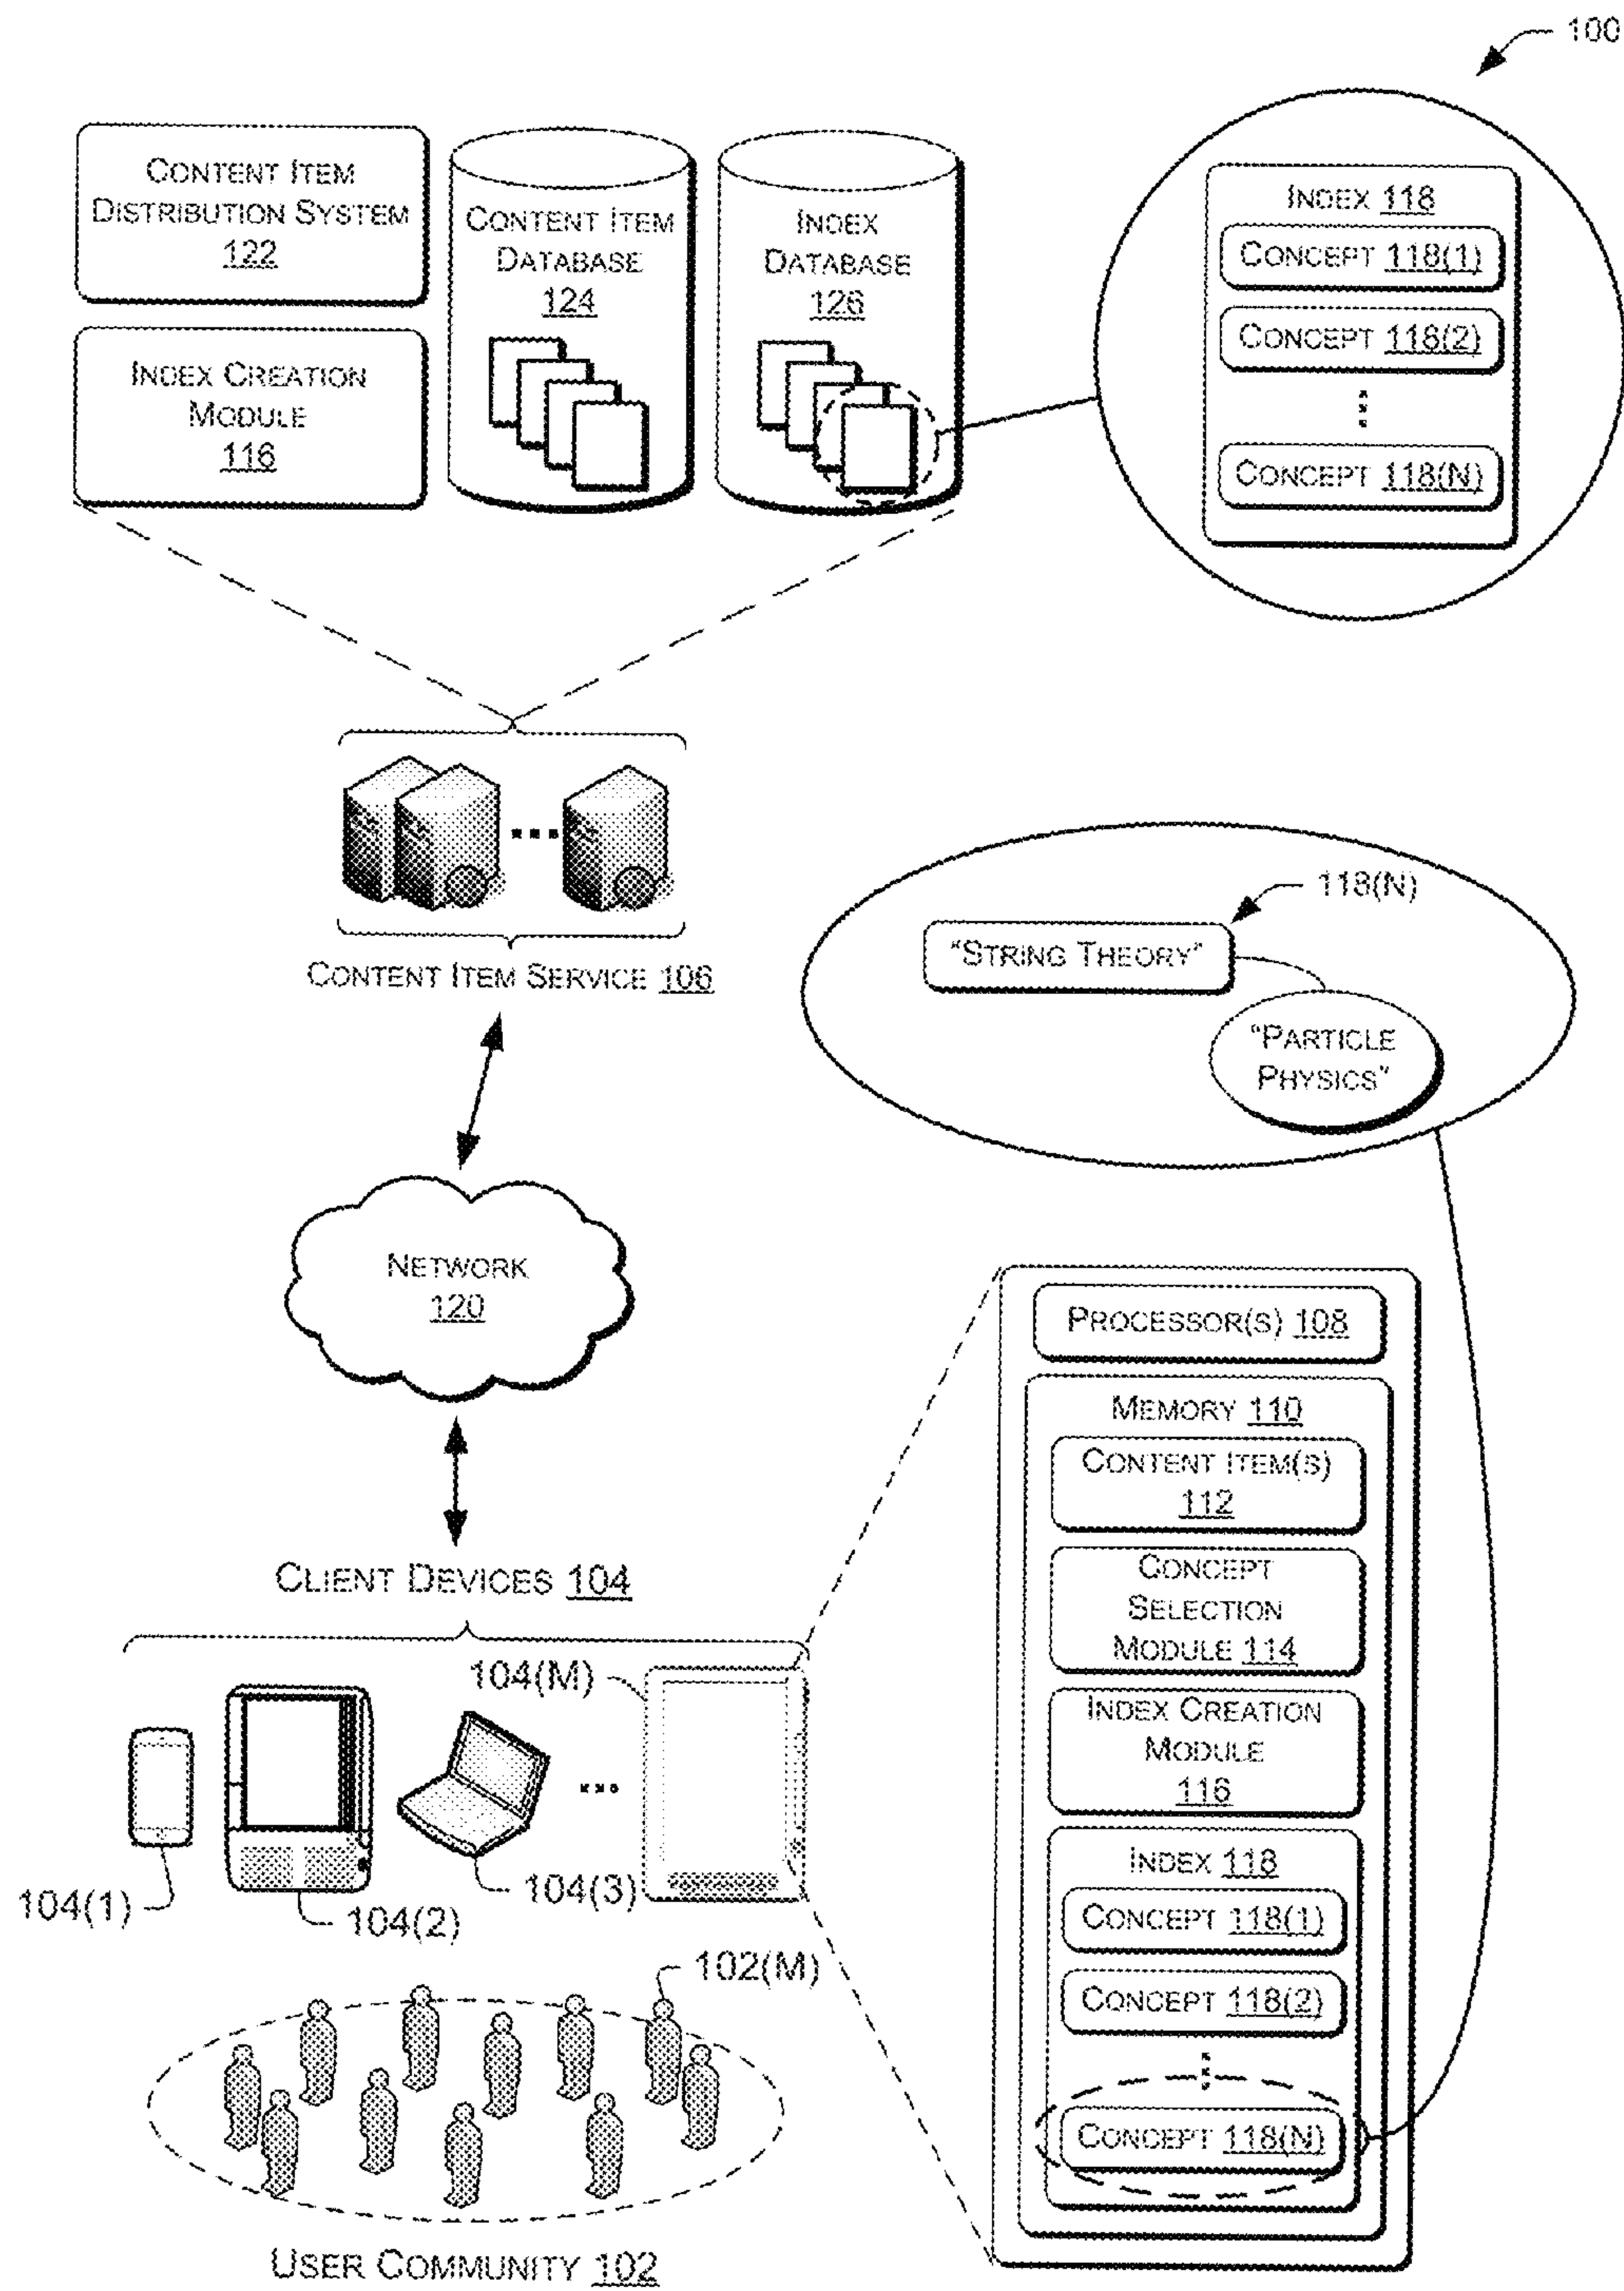 100
CONTENT ITEM
DISTRIBUTION SYSTEM
122
INDEX CREATION
MODULE
116
CONTENT ITEM
DATABASE
124
INDEX
DATABASE
126
INDEX 118
CONCEPT 118(1)
CONCEPT 118(2)
CONCEPT 118(N)
CONTENT ITEM SERVICE 106
118(N)
"STRING THEORY"
"PARTICLE
PHYSICS"
NETWORK
120
PROCESSOR(S) 108
MEMORY 110
CONTENT ITEM(S)
112
CONCEPT
SELECTION
MODULE 114
INDEX CREATION
MODULE
116
INDEX 118
CONCEPT 118(1)
CONCEPT 118(2)
CONCEPT 118(N)
CLIENT DEVICES 104
104(M)
104(1)
104(2)
104(3)
102(M)
USER COMMUNITY 102